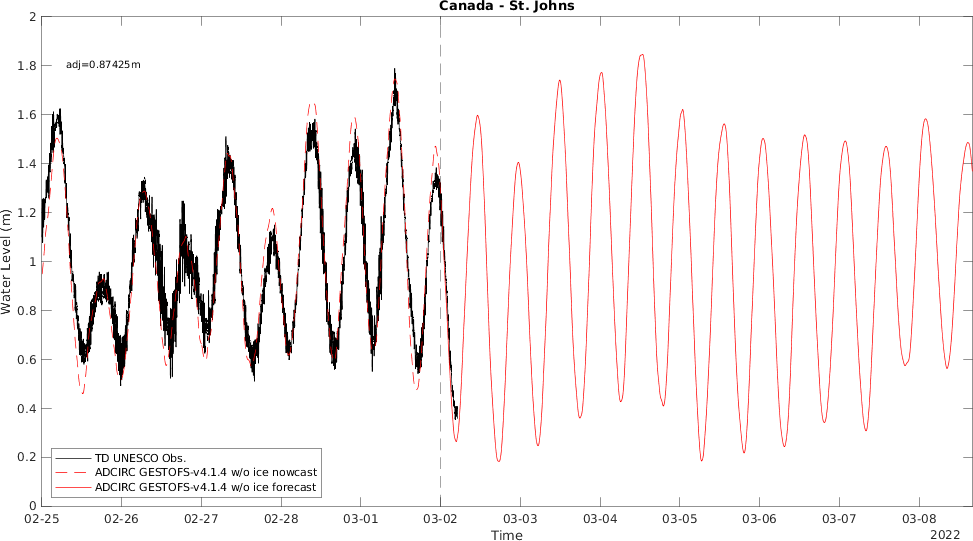 Canada - St. Johns
adj=0.87425m
Water Level (m)
2
1.8
1.6
1.4
1.2
1
0.8
0.6
0.4
0.2
0
TD UNESCO Obs.
ADCIRC GESTOFS-v4.1.4 w/o ice nowcast
ADCIRC GESTOFS-v4.1.4 w/o ice forecast
02-25 02-26 02-27 02-28 03-01 03-02 03-03 03-04 03-05 03-06 03-07 03-08
Time
2022